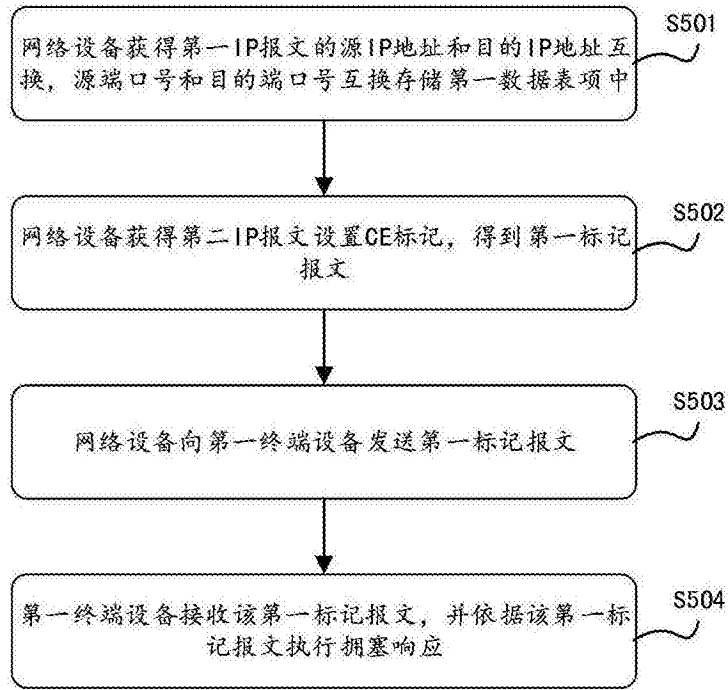 S501
网络设备获得第一IP报文的源IP地址和目的IP地址互
换，源端口号和目的端口号互换存储第一数据表项中
S502
网络设备获得第二IP报文设置CE标记，得到第一标记
报文
S503
网络设备向第一终端设备发送第一标记报文
S504
第一终端设备接收该第一标记报文，并依据该第一标
记报文执行拥塞响应